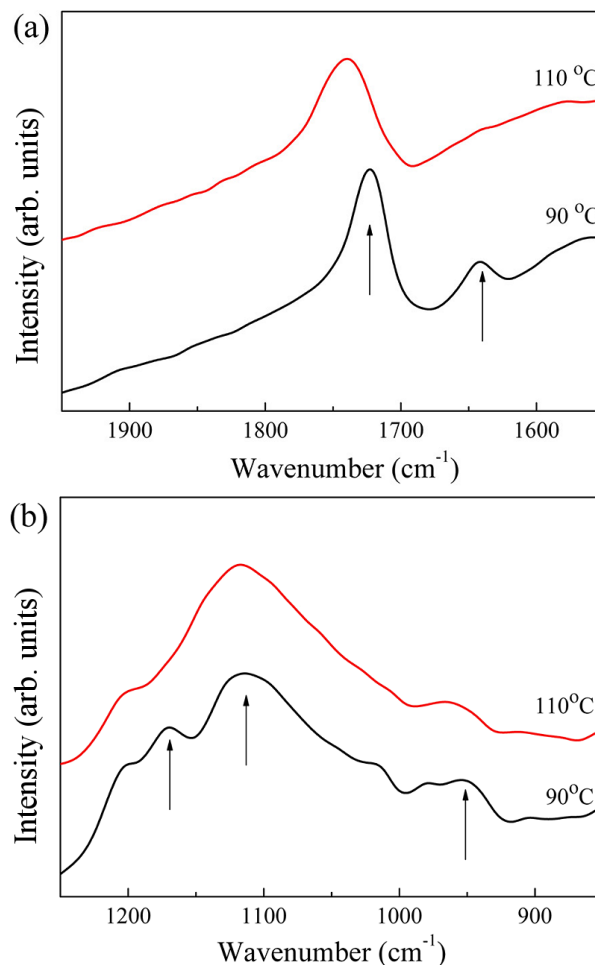 (a)
Intensity (arb. units)
110 °C
90 °C
1900 1800 1700 1600
Wavenumber (cm⁻¹)
(b)
Intensity (arb. units)
110°C
90°C
1200 1100 1000 900
Wavenumber (cm⁻¹)